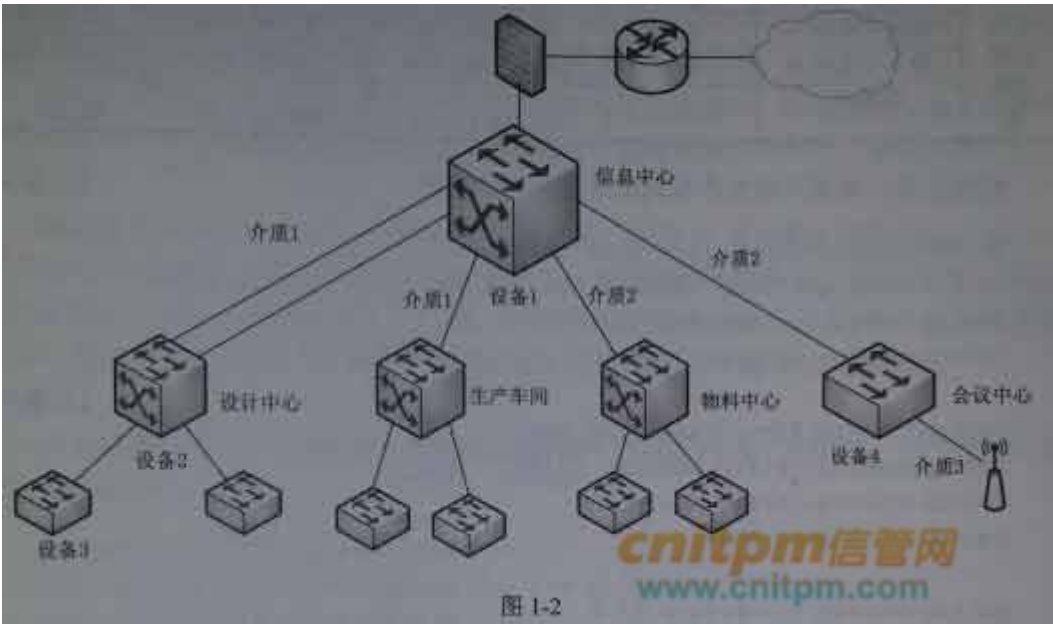 信息中心
介质1
介质2
介质1
设备1
介质2
设计中心
生产车间
物料中心
会议中心
设备2
设备4
介质3
设备3
cnitpm信管网
www.cnitpm.com
图 1-2